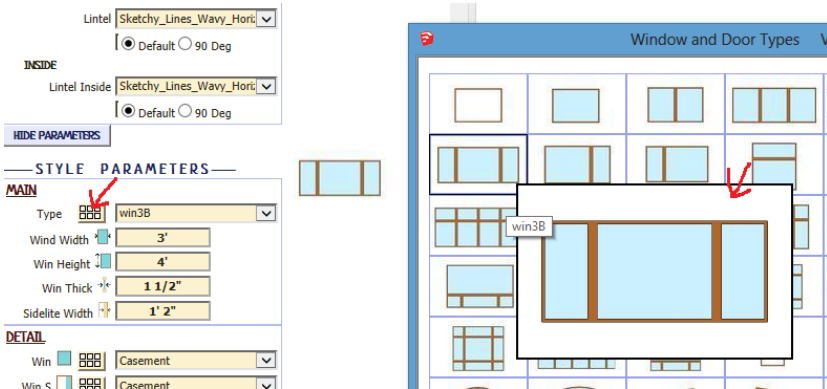 Lintel Sketchy_Lines_Wavy_Hori
Default 90 Deg
INSIDE
Lintel Inside Sketchy_Lines_Wavy_Hori
Default 90 Deg
HIDE PARAMETERS
STYLE PARAMETERS
MAIN
Type win3B
Wind Width 3'
Win Height 4'
Win Thick 1 1/2"
Sidelite Width 1' 2"
DETAIL
Win Casement
Win S Casement
Window and Door Types V
win3B